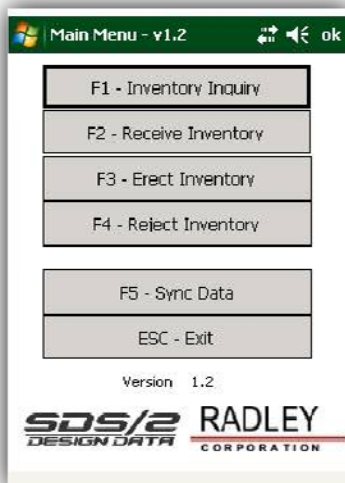 Main Menu - v1.2 ok
F1 - Inventory Inquiry
F2 - Receive Inventory
F3 - Erect Inventory
F4 - Reject Inventory
F5 - Sync Data
ESC - Exit
Version 1.2
SDS/2 RADLEY
DESIGN DATA CORPORATION